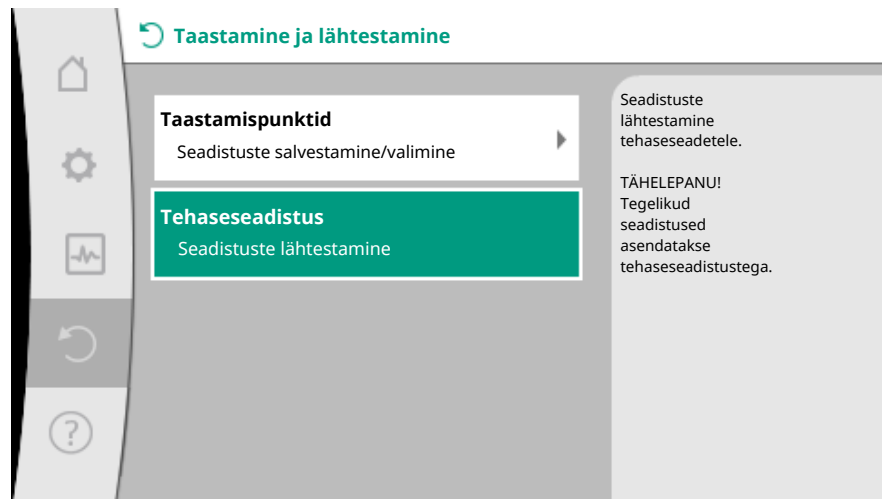 Taastamine ja lähtestamine
Taastamispunktid
Seadistuste salvestamine/valimine
Tehaseseadistus
Seadistuste lähtestamine
Seadistuste
lähtestamine
tehaseseadetele.
TÄHELEPANU!
Tegelikud
seadistused
asendatakse
tehaseseadistustega.
?